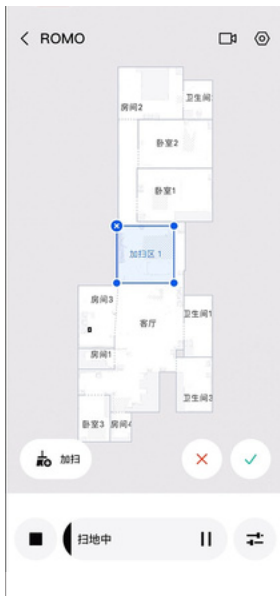 ROMO
房间2
卫生间
卧室2
卧室1
加扫区 1
房间3
客厅
卫生间1
房间1
卫生间2
卧室3
房间4
加扫
扫地中